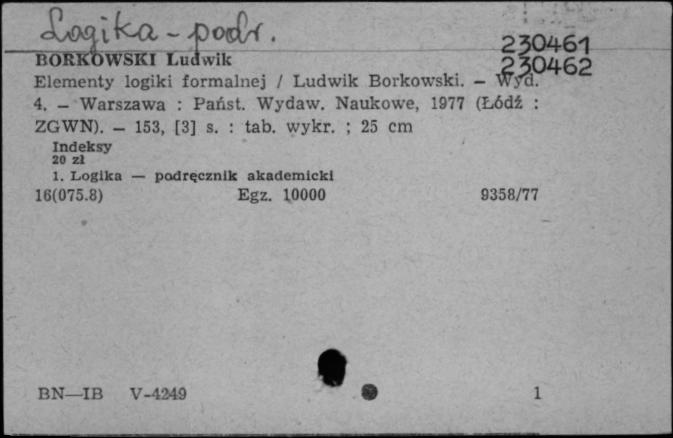 Logika - podr.
230461
BORKOWSKI Ludwik
230462
Elementy logiki formalnej / Ludwik Borkowski. — Wyd.
4. — Warszawa : Państ. Wydaw. Naukowe, 1977 (Łódź :
ZGWN). — 153, [3] s. : tab. wykr. ; 25 cm
Indeksy
20 zł
1. Logika — podręcznik akademicki
16(075.8) Egz. 10000 9358/77
BN—IB V-4249 1